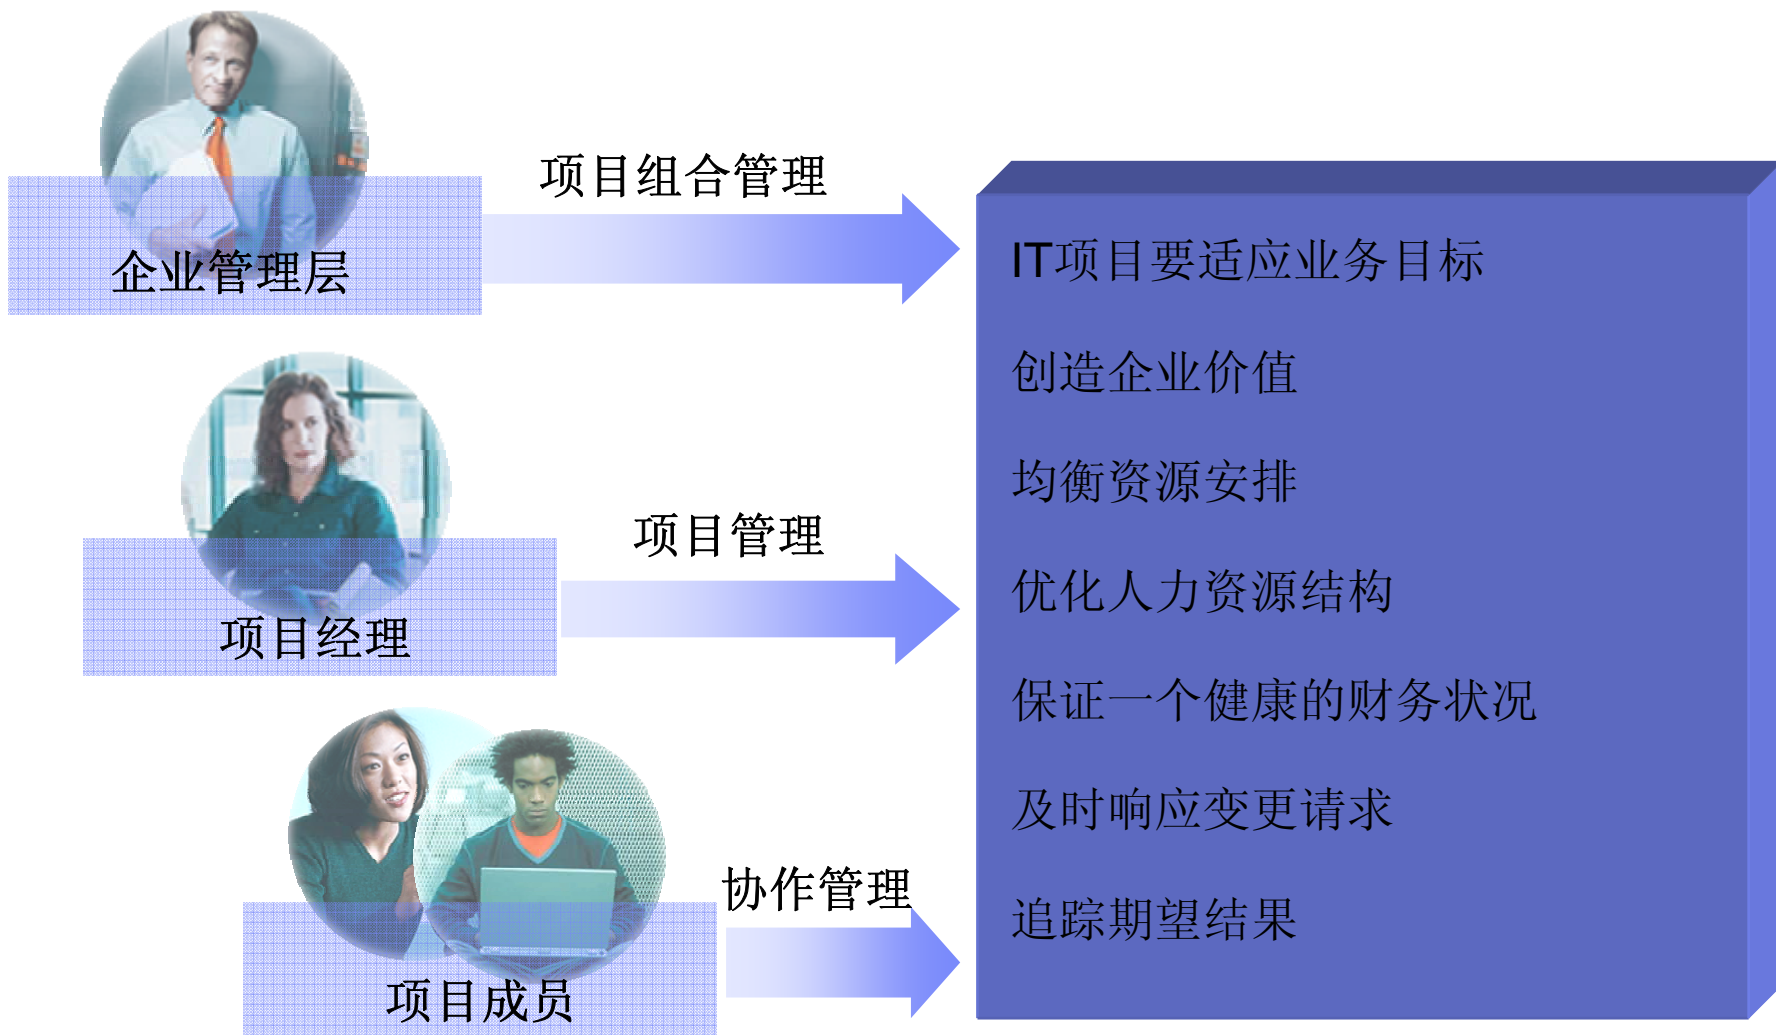 项目组合管理
企业管理层
项目管理
项目经理
协作管理
项目成员
IT项目要适应业务目标
创造企业价值
均衡资源安排
优化人力资源结构
保证一个健康的财务状况
及时响应变更请求
追踪期望结果